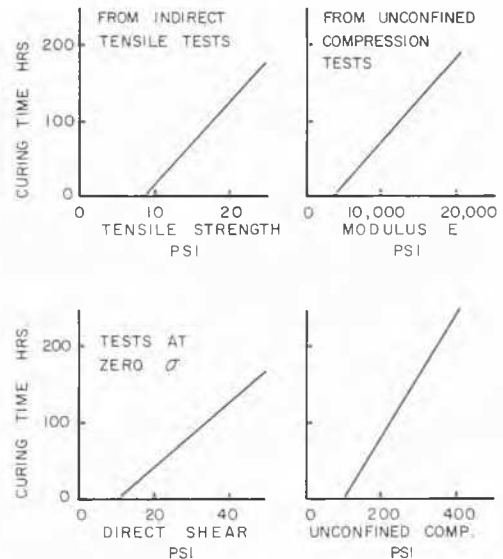 FROM INDIRECT
TENSILE TESTS
FROM UNCONFINED
COMPRESSION
TESTS
CURING TIME HRS.
200
100
0
0 10 20
TENSILE STRENGTH
PSI
0 10,000 20,000
MODULUS E
PSI
TESTS AT
ZERO σ
CURING TIME HRS.
200
100
0
0 20 40
DIRECT SHEAR
PSI
0 200 400
UNCONFINED COMP.
PSI